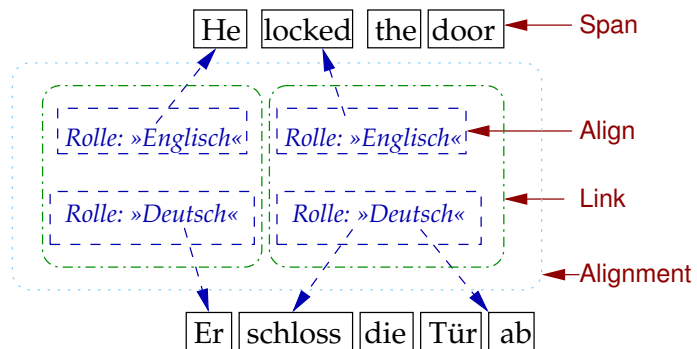 He locked the door Span
Rolle: »Englisch« Rolle: »Englisch« Align
Rolle: »Deutsch« Rolle: »Deutsch« Link
Alignment
Er schloss die Tür ab